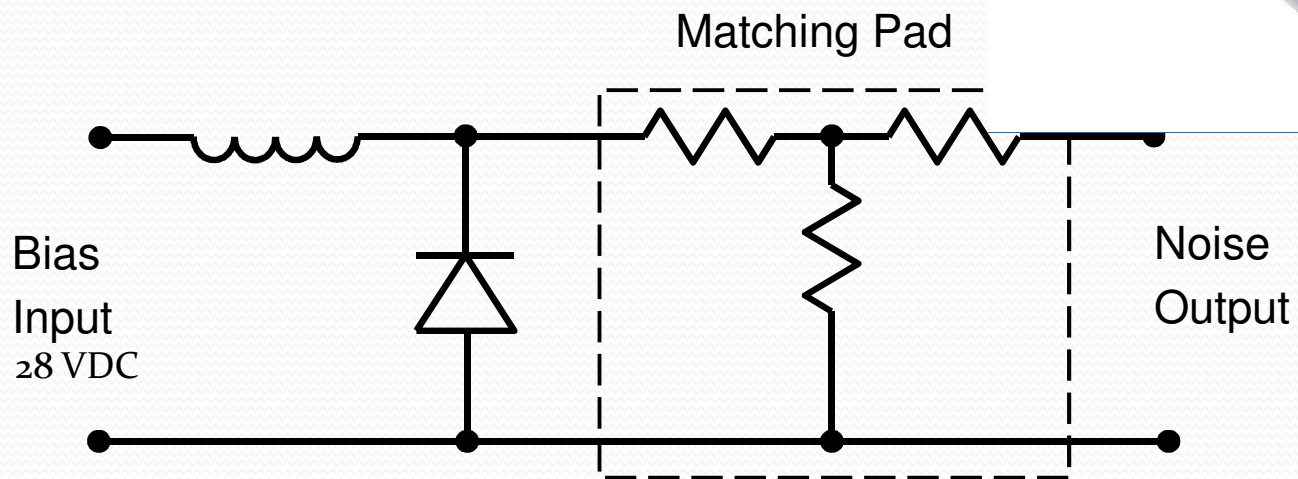 Matching Pad
Bias
Input
28 VDC
Noise
Output